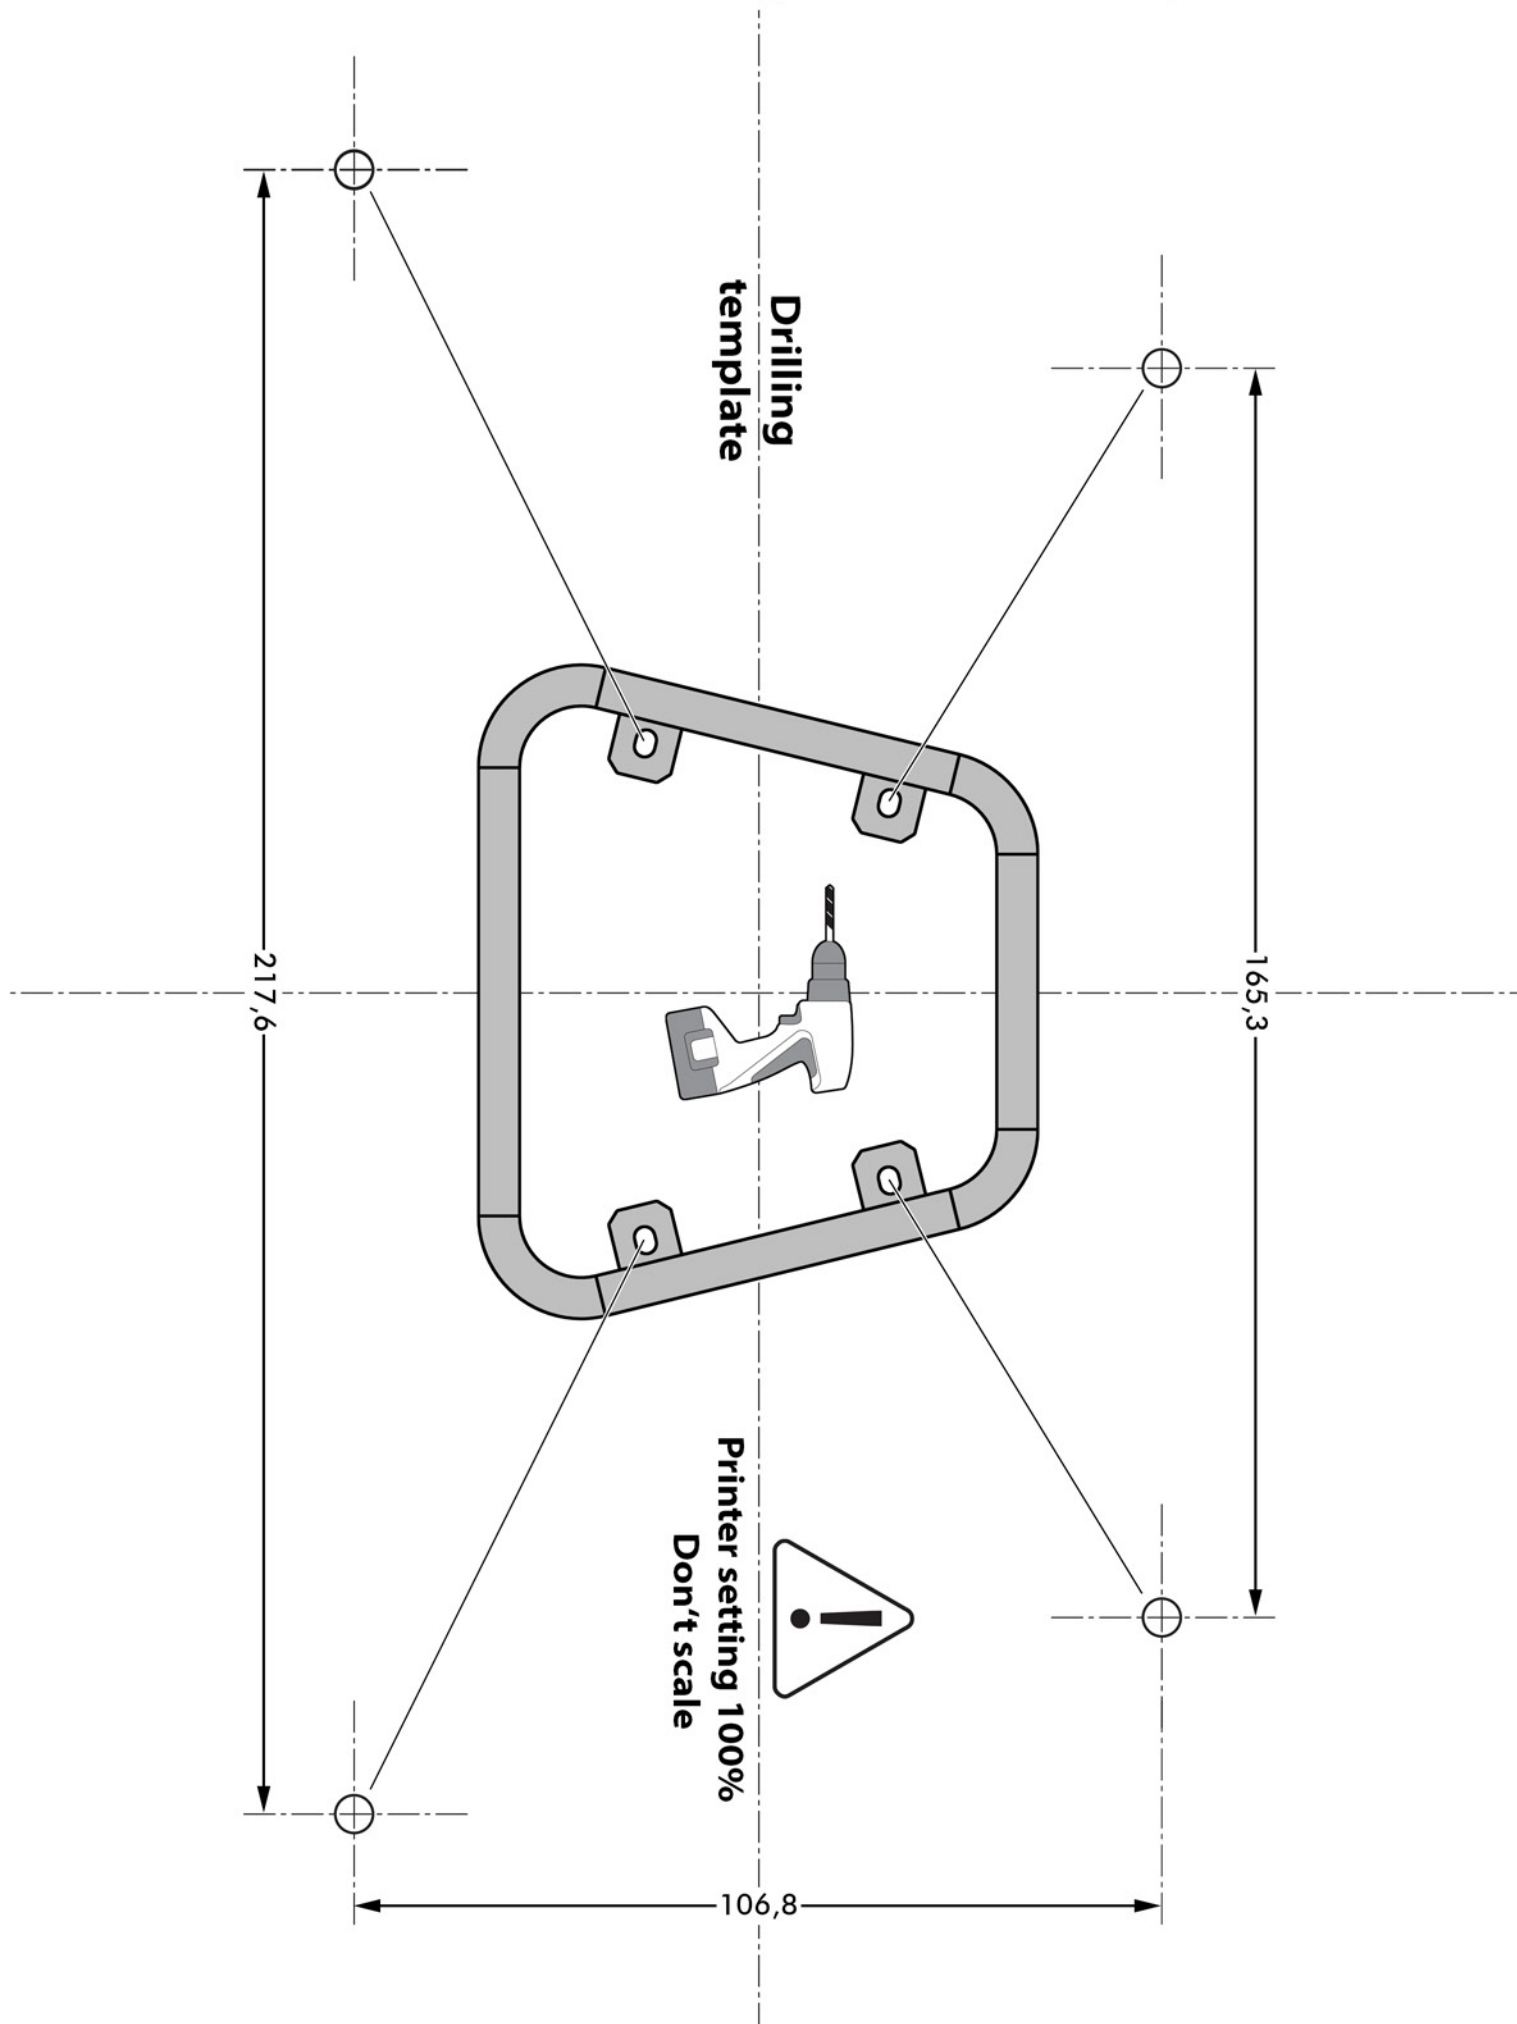 Drilling
template
165,3
217,6
Printer setting 100%
Don‘t scale
106,8